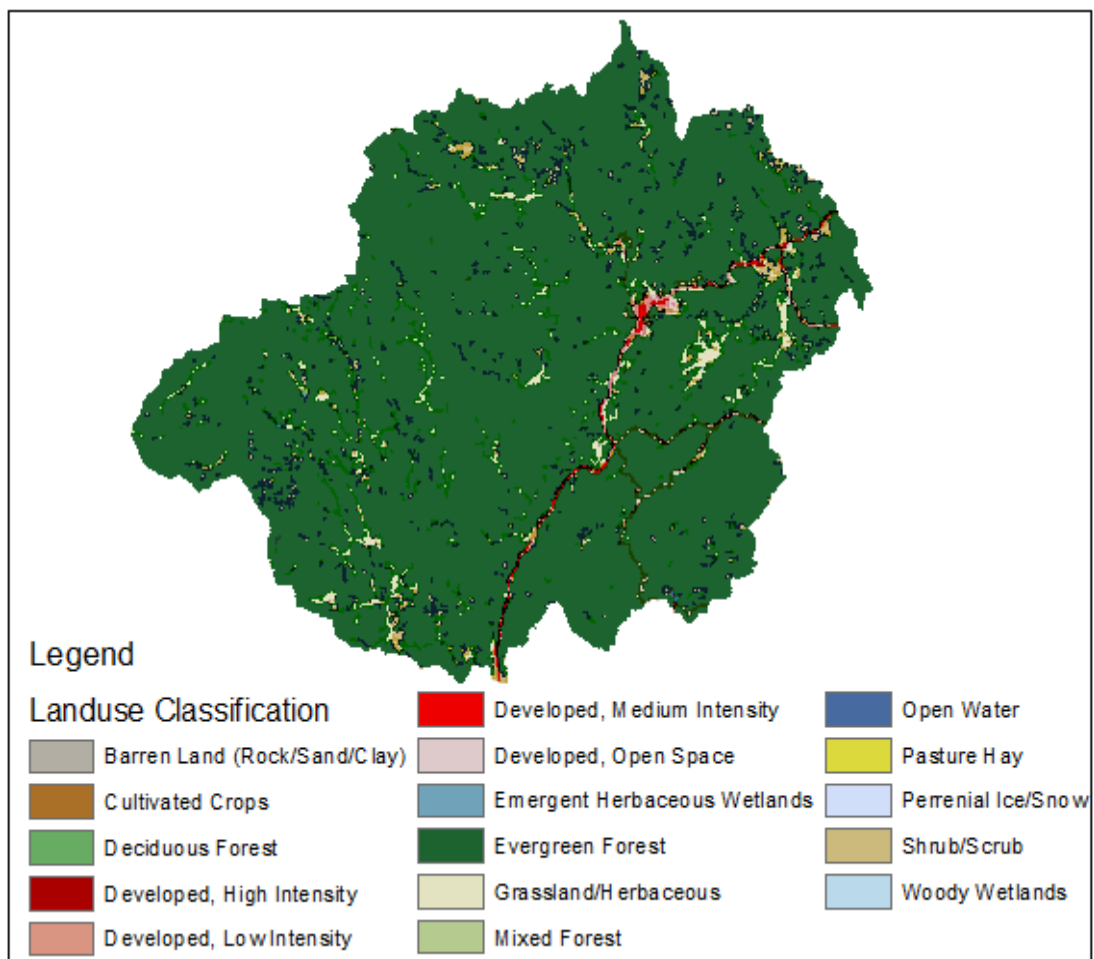 Legend
Landuse Classification
Barren Land (Rock/Sand/Clay)
Cultivated Crops
Deciduous Forest
Developed, High Intensity
Developed, Low Intensity
Developed, Medium Intensity
Developed, Open Space
Emergent Herbaceous Wetlands
Evergreen Forest
Grassland/Herbaceous
Mixed Forest
Open Water
Pasture Hay
Perrenial Ice/Snow
Shrub/Scrub
Woody Wetlands